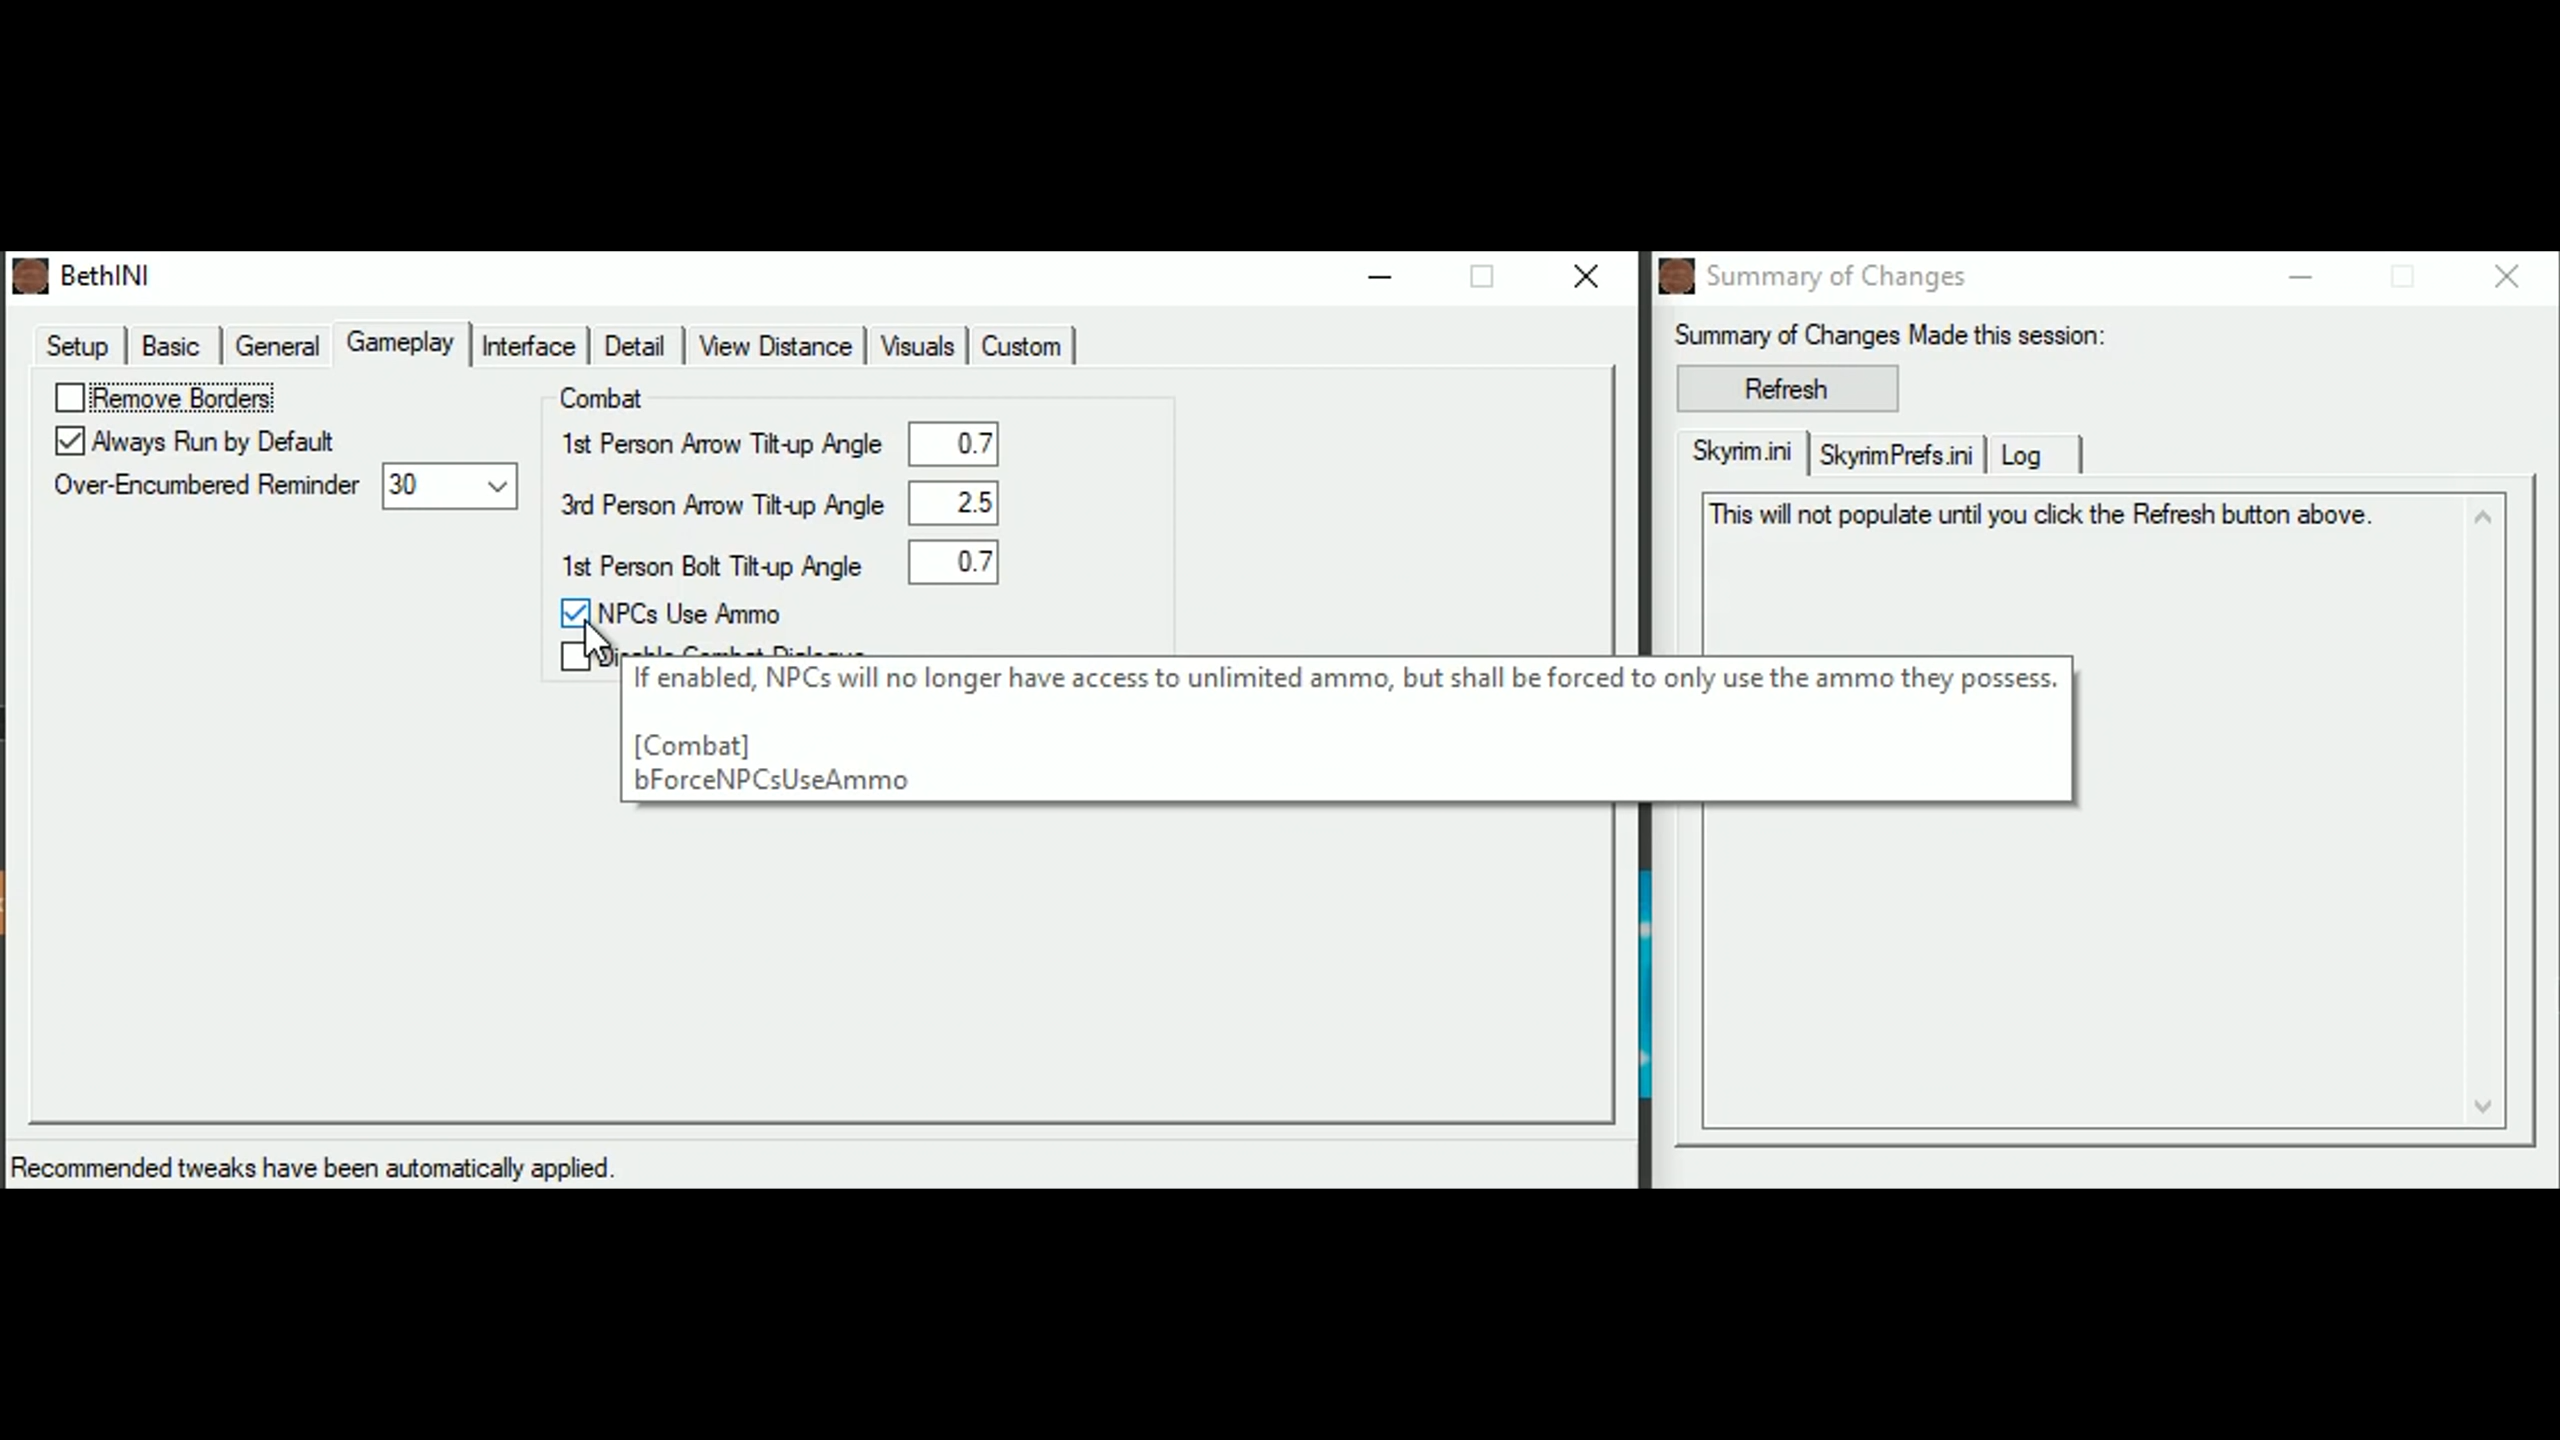 BethINI
Setup
Basic
General
Gameplay
Interface
Detail
View Distance
Visuals
Custom
Remove Borders
Always Run by Default
Over-Encumbered Reminder
30
Combat
1st Person Arrow Tilt-up Angle
0.7
3rd Person Arrow Tilt-up Angle
2.5
1st Person Bolt Tilt-up Angle
0.7
NPCs Use Ammo
Disable Combat Dialogue
If enabled, NPCs will no longer have access to unlimited ammo, but shall be forced to only use the ammo they possess.
[Combat]
bForceNPCsUseAmmo
Recommended tweaks have been automatically applied.
Summary of Changes
Summary of Changes Made this session:
Refresh
Skyrim.ini
SkyrimPrefs.ini
Log
This will not populate until you click the Refresh button above.